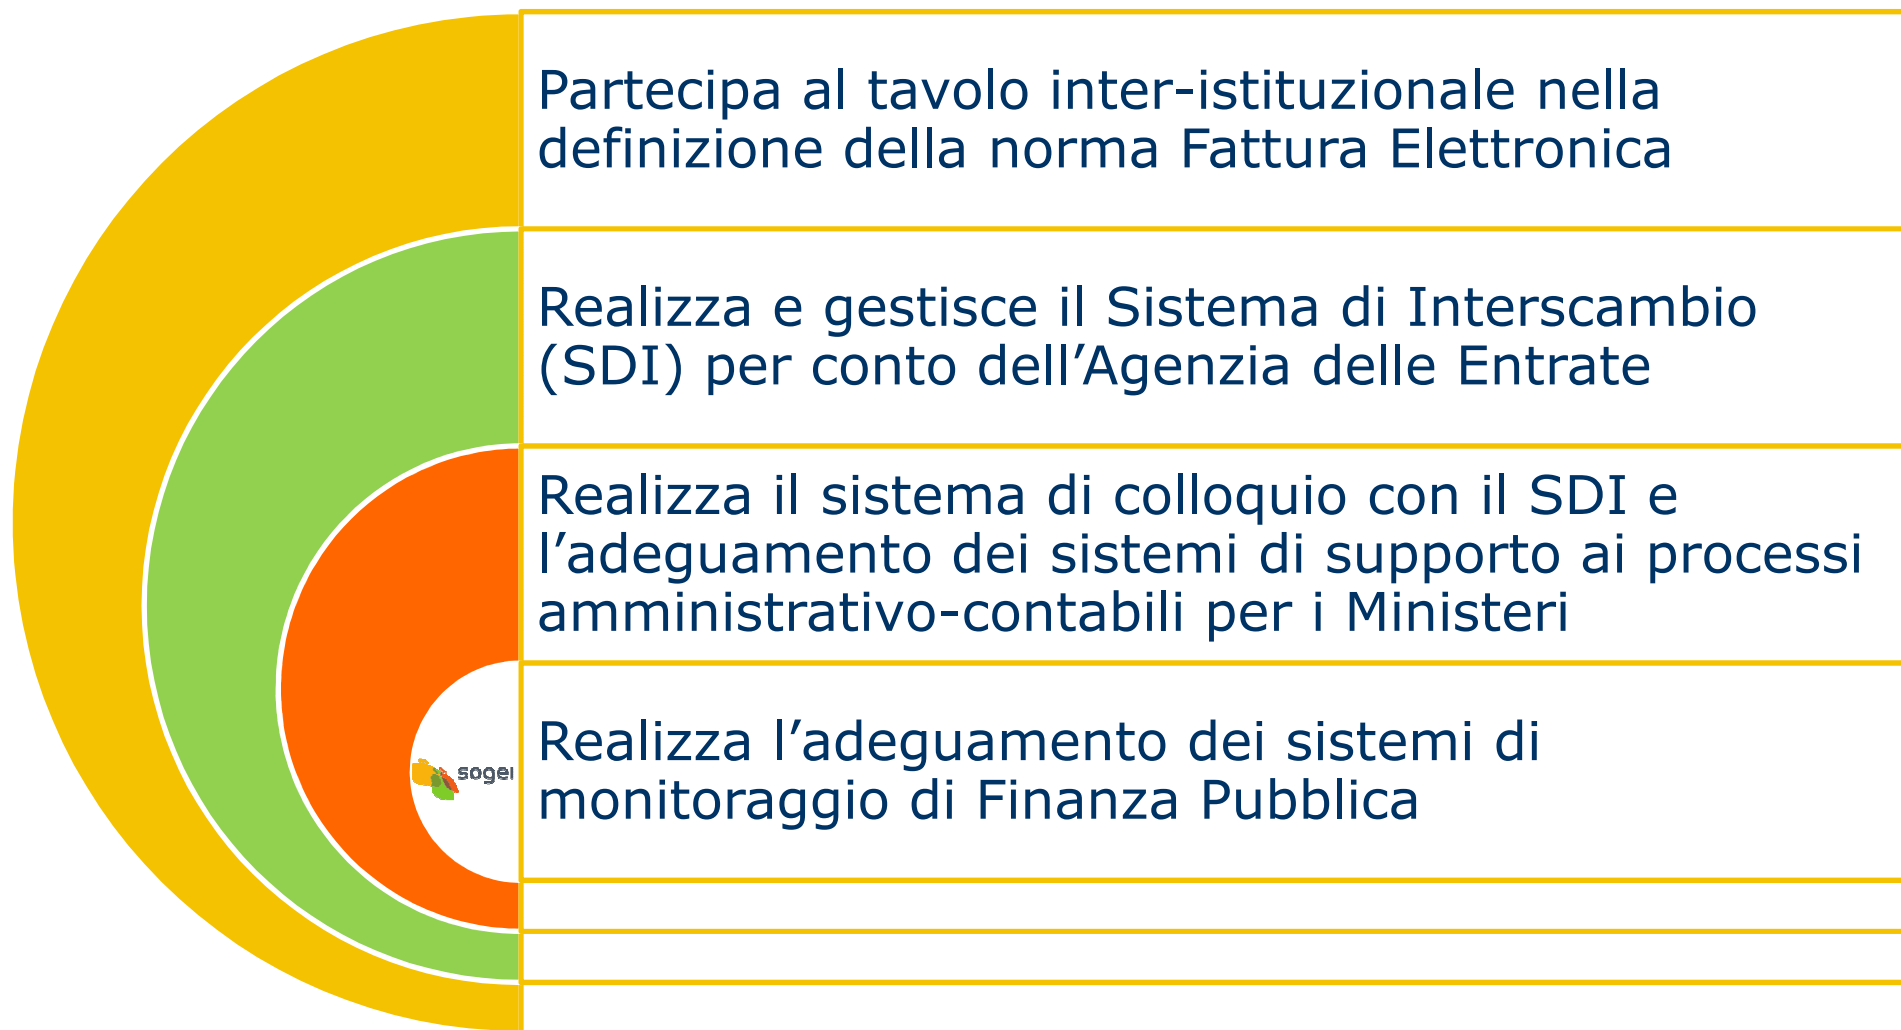 Partecipa al tavolo inter-istituzionale nella
definizione della norma Fattura Elettronica
Realizza e gestisce il Sistema di Interscambio
(SDI) per conto dell’Agenzia delle Entrate
Realizza il sistema di colloquio con il SDI e
l’adeguamento dei sistemi di supporto ai processi
amministrativo-contabili per i Ministeri
sogei
Realizza l’adeguamento dei sistemi di
monitoraggio di Finanza Pubblica